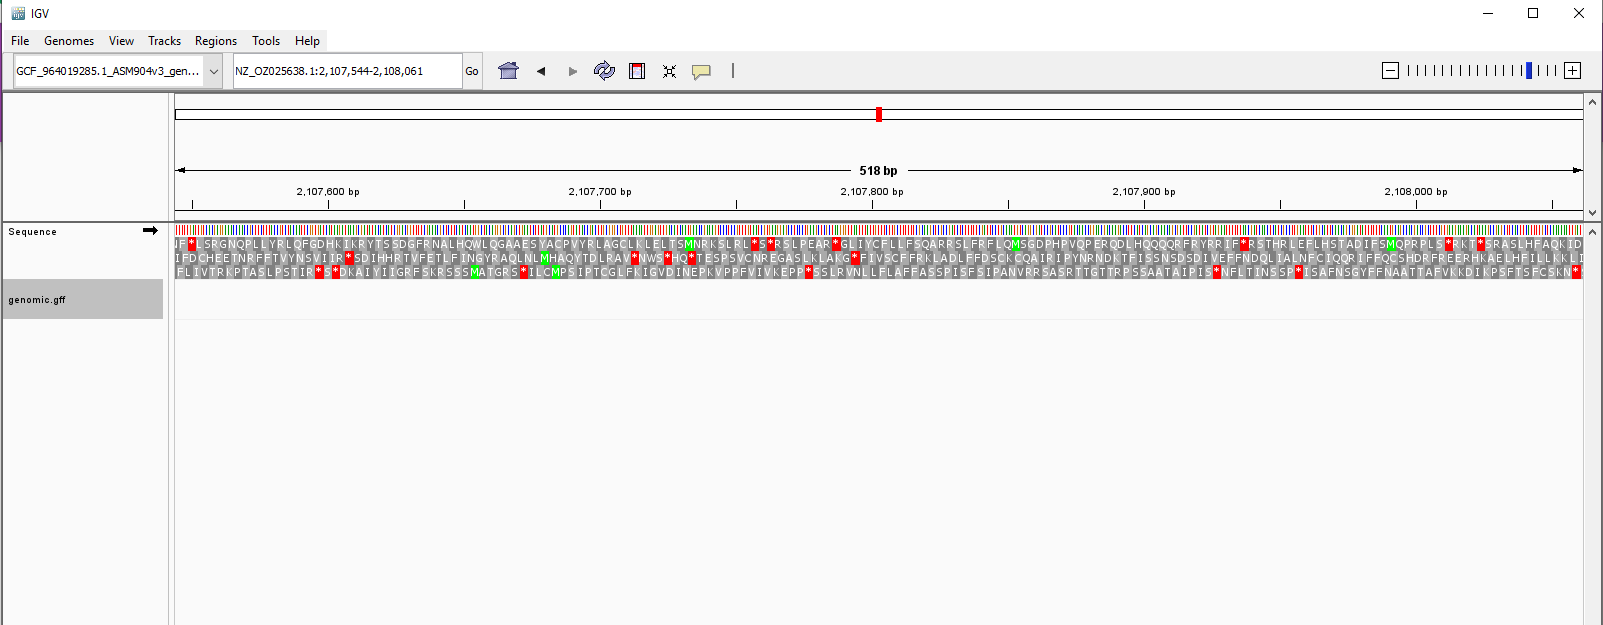 IGV
File Genomes View Tracks Regions Tools Help
GCF_964019285.1_ASM904v3_gen... NZ_OZ025638.1:2,107,544-2,108,061 Go
518 bp
2,107,600 bp 2,107,700 bp 2,107,800 bp 2,107,900 bp 2,108,000 bp
Sequence
NF*LSRGNQPLLYRLQFGDHKIKRYTSSDGFRNALHQWLQGAAESYACPVYRLAGCLKLELTSMNRKSLRL*S*RSLPEAR*GLIYCFLLFSQARRSLFRFLQMSGDPHPVQPERQDLHQQQQRFRYRRIF*RSTHRLEFLHSTADIFSMQPRPLS*RKT*SRASLHFAQKID
IFDCHEETNRFFTVYNSVIIR*SDIHHRTVFETLFINGYRAQLNLMHAQYTDLRAV*NWS*HQ*TESPSVCNREGASLKLAKG*FIVSCFFRKLADLFFDSCKCQAIRIPYNRNDKTFISSNSDSDIVEFFNDQLIALNFCIQQRIFFQCSHDRFREERHKAELHFILLKKLI
FLIVTRKPTASLPSTIR*S*DKAIYIIGRFSKRSSSMATGRS*ILCMPSIPTCGLFKIGVDINEPKVPPFVIVKEPP*SSLRVNLLFLAFFASSPISFSIPANVRRSASRTTGTTRPSSAATAIPIS*NFLTINSSP*ISAFNSGYFFNAATTAFVKKDIKPSFTSFCSKN*
genomic.gff